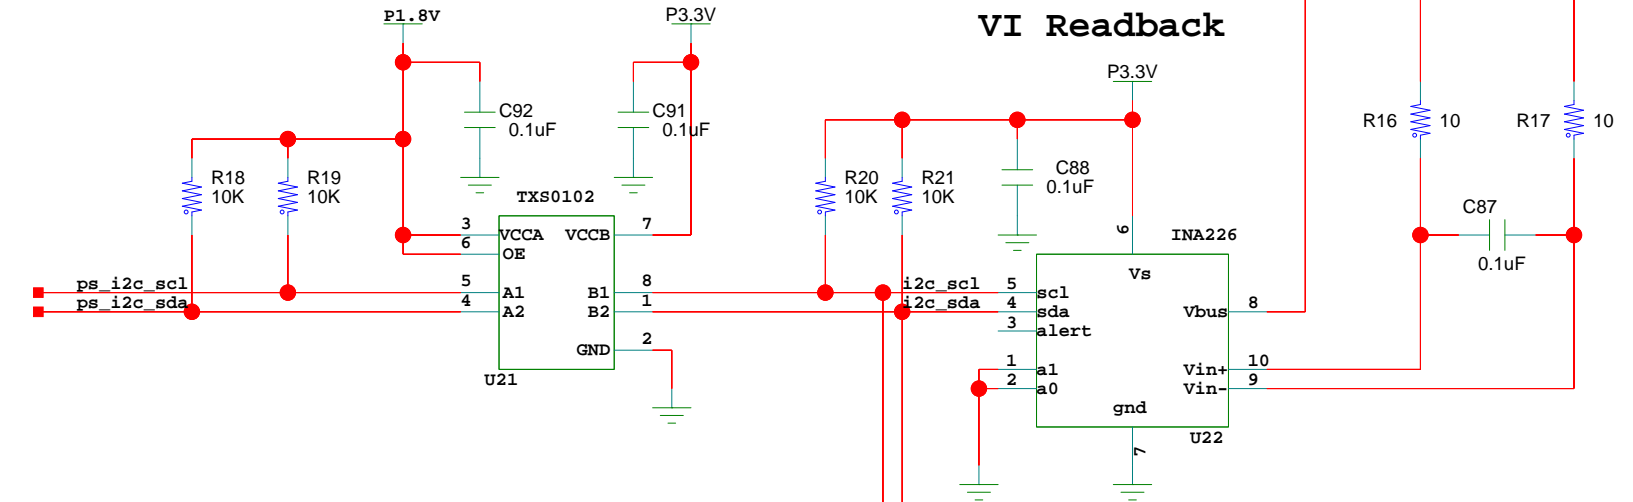 P1.8V
P3.3V
VI Readback
P3.3V
C92
0.1uF
C91
0.1uF
R16
10
R17
10
R18
10K
R19
10K
TXS0102
R20
10K
R21
10K
C88
0.1uF
C87
0.1uF
3
VCCA
VCCB
7
6
OE
6
INA226
Vs
ps_i2c_scl
5
A1
B1
8
i2c_scl
5
scl
ps_i2c_sda
4
A2
B2
1
i2c_sda
4
sda
Vbus
8
3
alert
GND
2
1
a1
Vin+
10
2
a0
Vin-
9
U21
gnd
U22
7